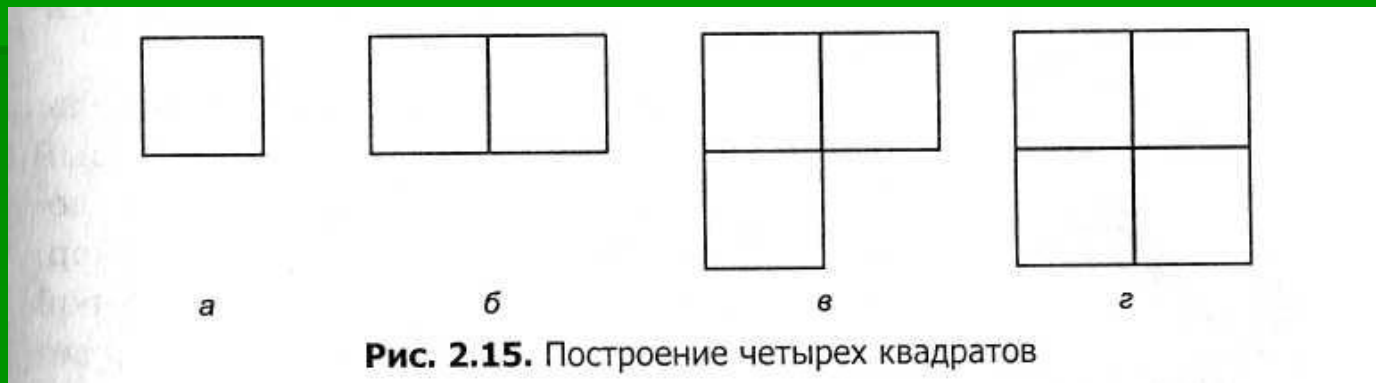 а б в г
Рис. 2.15. Построение четырех квадратов